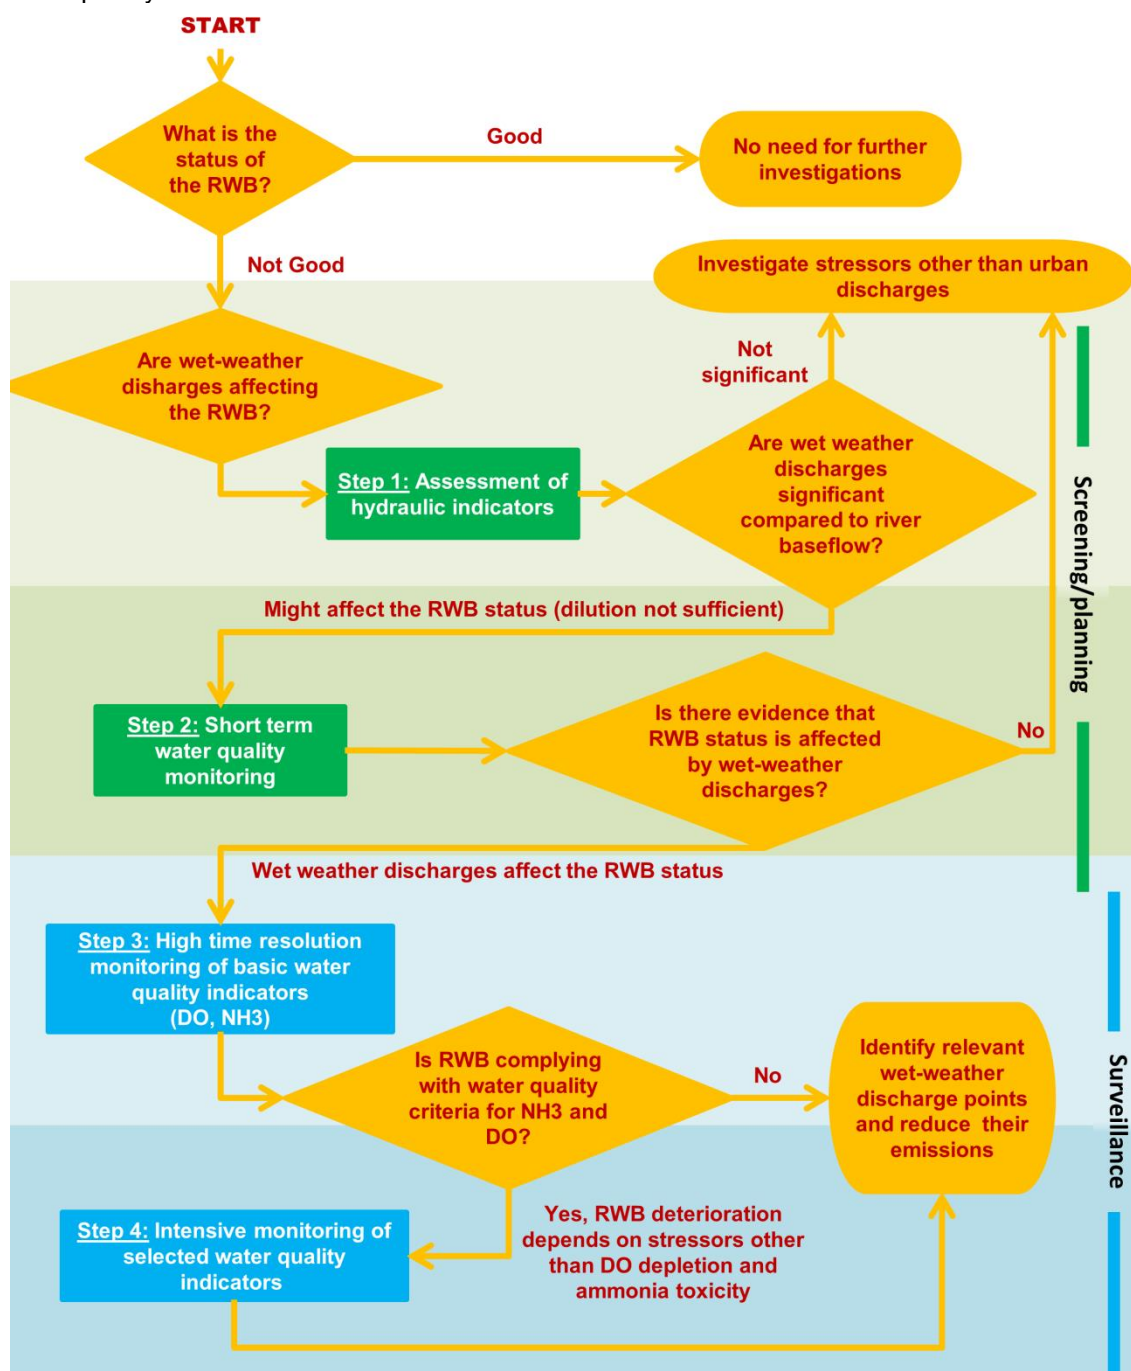 START
What is the
status of
the RWB?
Good
No need for further
investigations
Not Good
Investigate stressors other than urban
discharges
Are wet-weather
disharges affecting
the RWB?
Not
significant
Step 1: Assessment of
hydraulic indicators
Are wet weather
discharges
significant
compared to river
baseflow?
Screening/planning
Might affect the RWB status (dilution not sufficient)
Step 2: Short term
water quality
monitoring
Is there evidence that
RWB status is affected
by wet-weather
discharges?
No
Wet weather discharges affect the RWB status
Step 3: High time resolution
monitoring of basic water
quality indicators
(DO, NH3)
Is RWB complying
with water quality
criteria for NH3 and
DO?
No
Identify relevant
wet-weather
discharge points
and reduce their
emissions
Surveillance
Step 4: Intensive monitoring of
selected water quality
indicators
Yes, RWB deterioration
depends on stressors other
than DO depletion and
ammonia toxicity